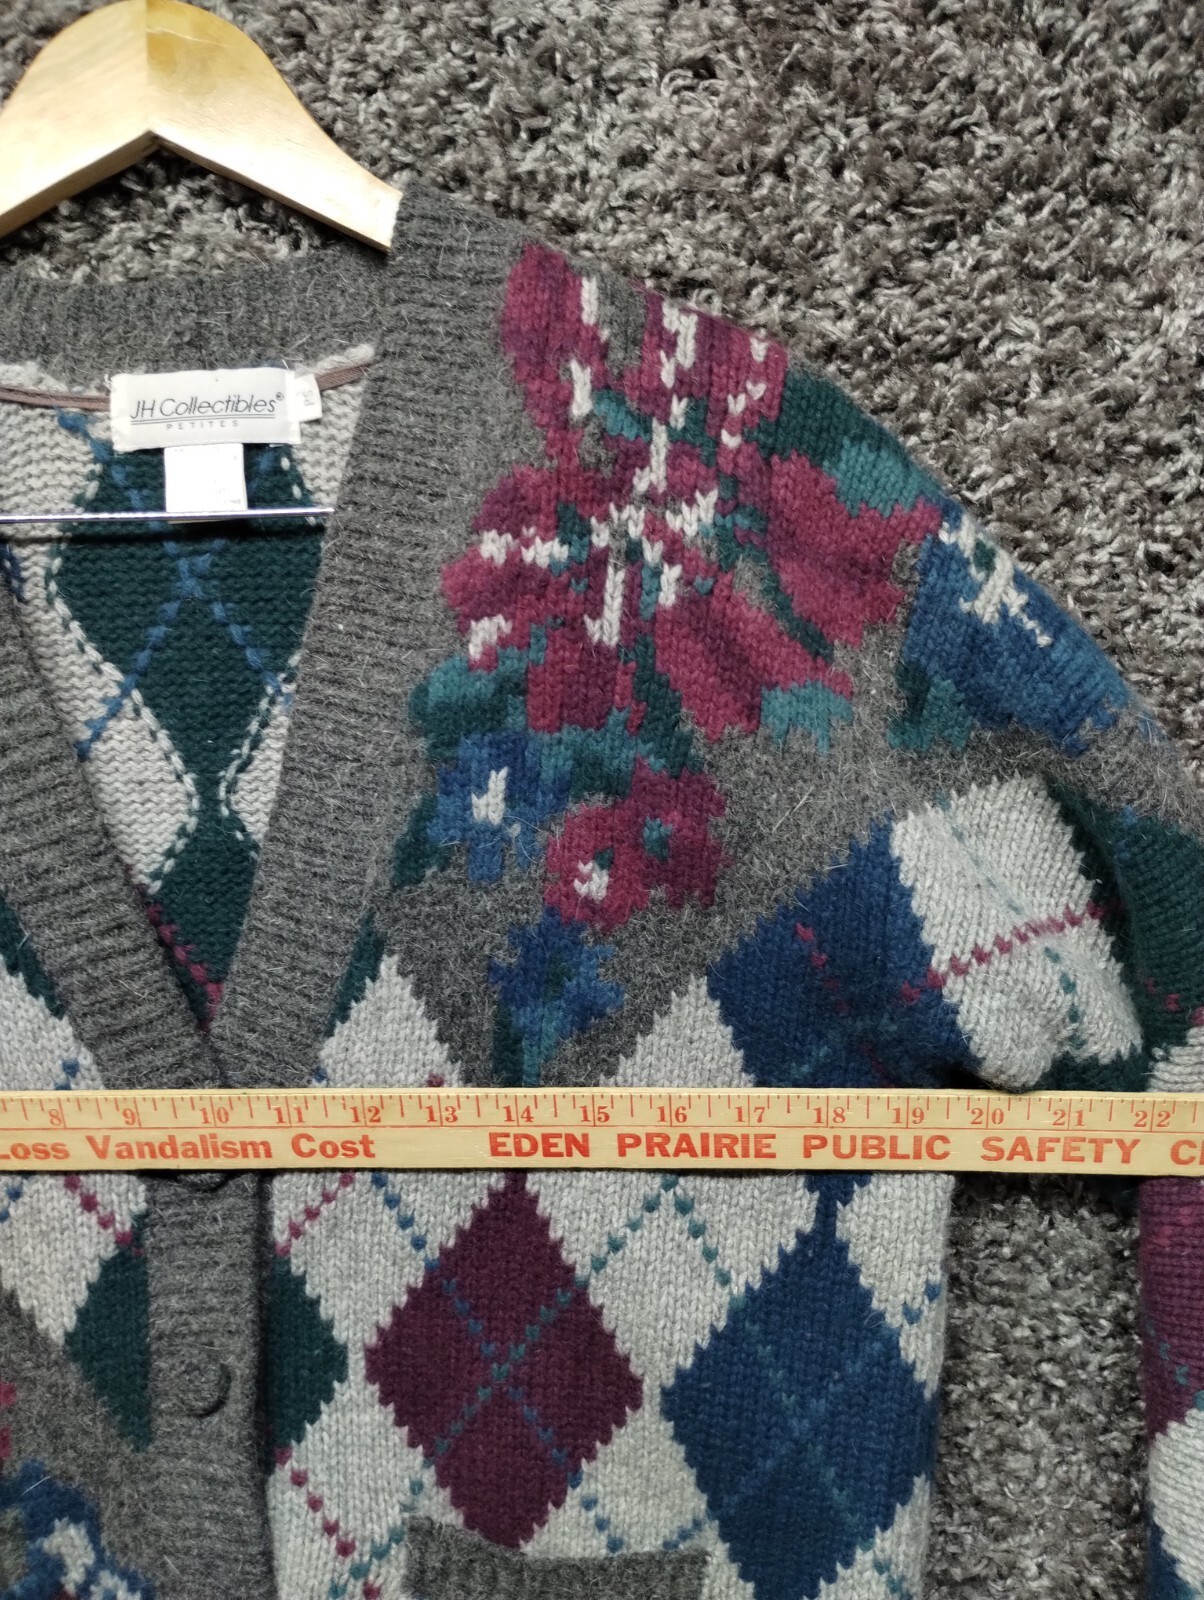 JH Collectibles®
PETITES
8 9 10 11 12 13 14 15 16 17 18 19 20 21 22
Loss Vandalism Cost EDEN PRAIRIE PUBLIC SAFETY